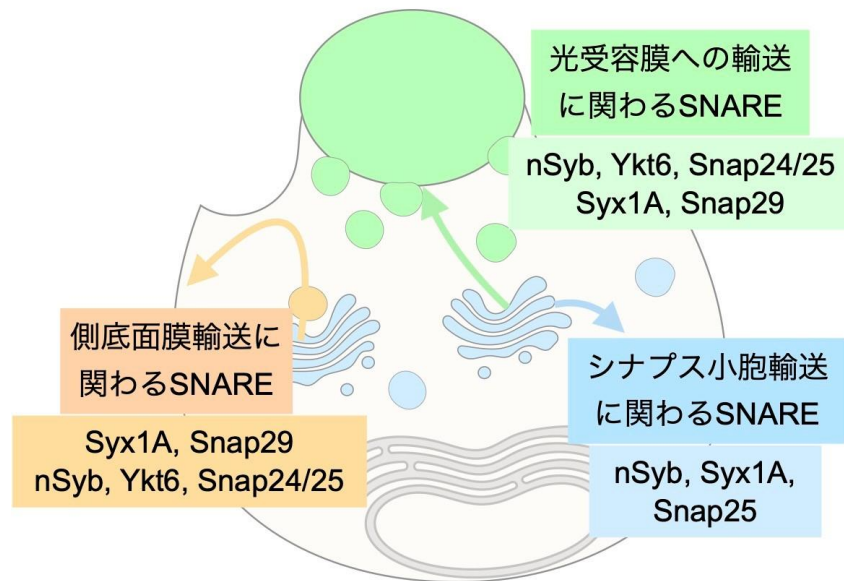 光受容膜への輸送
に関わるSNARE
nSyb, Ykt6, Snap24/25
Syx1A, Snap29
側底面膜輸送に
関わるSNARE
Syx1A, Snap29
nSyb, Ykt6, Snap24/25
シナプス小胞輸送
に関わるSNARE
nSyb, Syx1A,
Snap25